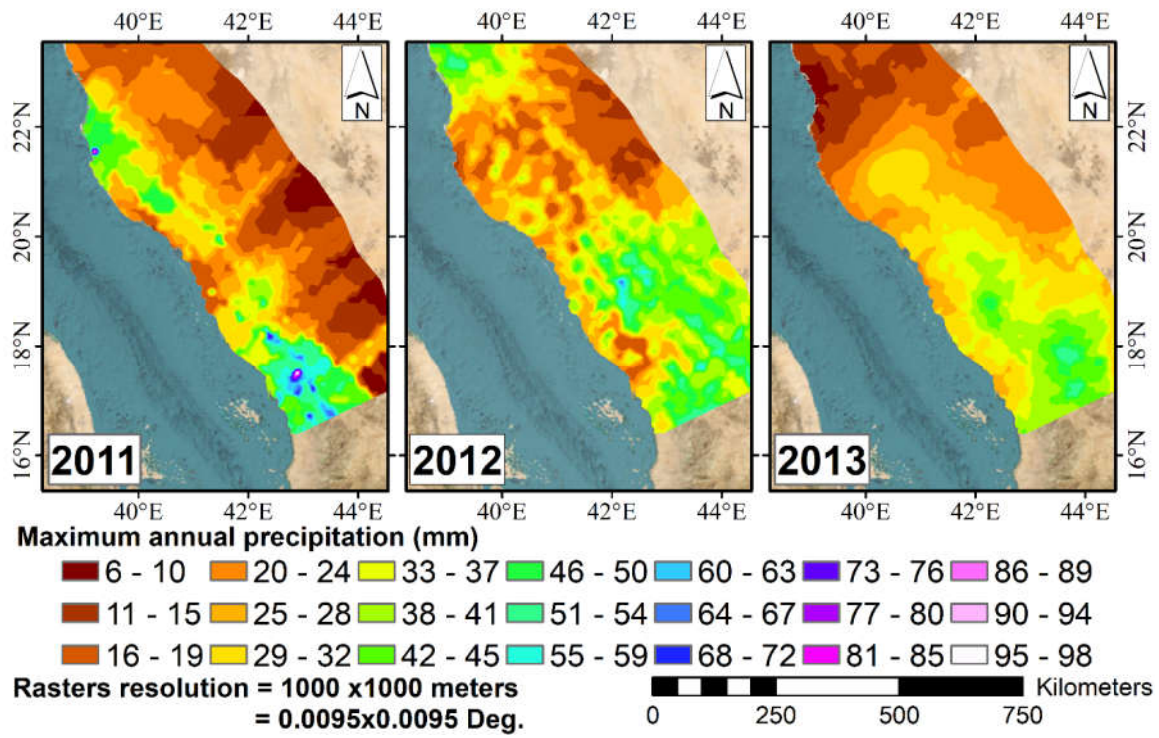 40°E 42°E 44°E 40°E 42°E 44°E 40°E 42°E 44°E
N N N
22°N 22°N
20°N 20°N
18°N 18°N
16°N 16°N
2011 2012 2013
40°E 42°E 44°E 40°E 42°E 44°E 40°E 42°E 44°E
Maximum annual precipitation (mm)
6 - 10 20 - 24 33 - 37 46 - 50 60 - 63 73 - 76 86 - 89
11 - 15 25 - 28 38 - 41 51 - 54 64 - 67 77 - 80 90 - 94
16 - 19 29 - 32 42 - 45 55 - 59 68 - 72 81 - 85 95 - 98
Rasters resolution = 1000 x1000 meters
= 0.0095x0.0095 Deg.
Kilometers
0 250 500 750